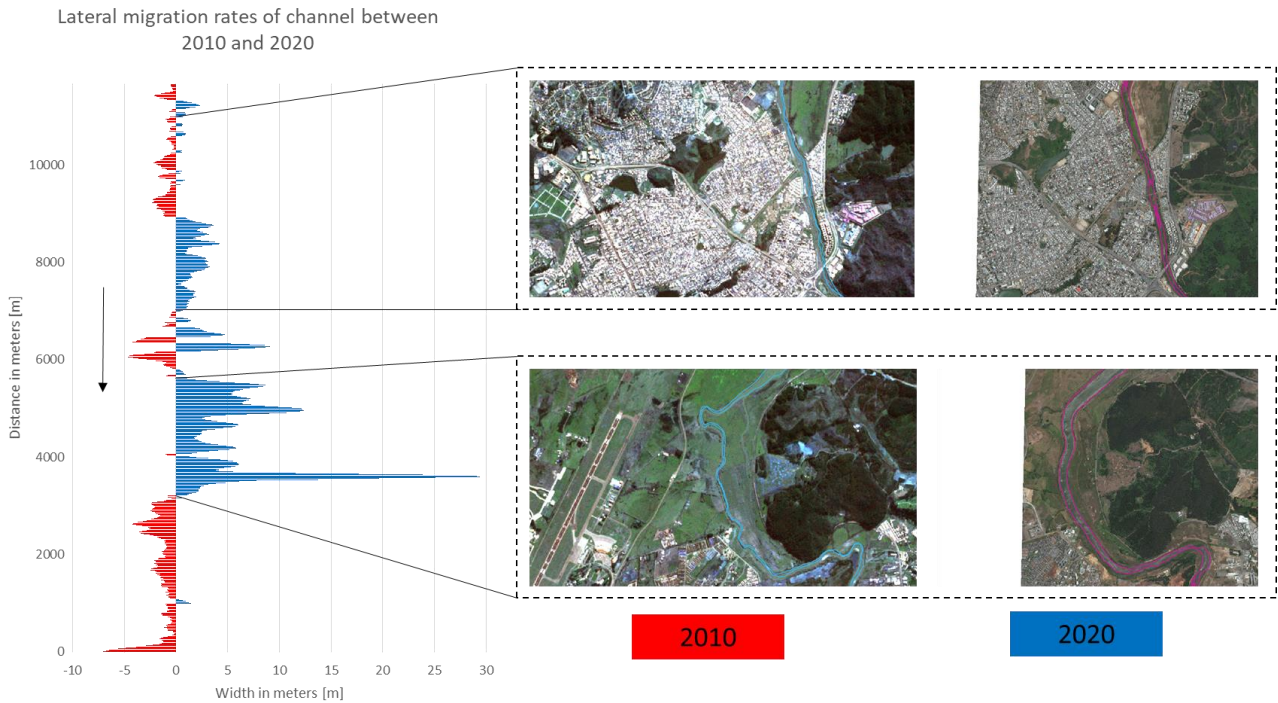 Lateral migration rates of channel between
2010 and 2020
10000
8000
6000
4000
2000
0
Distance in meters [m]
-10 -5 0 5 10 15 20 25 30
Width in meters [m]
2010
2020